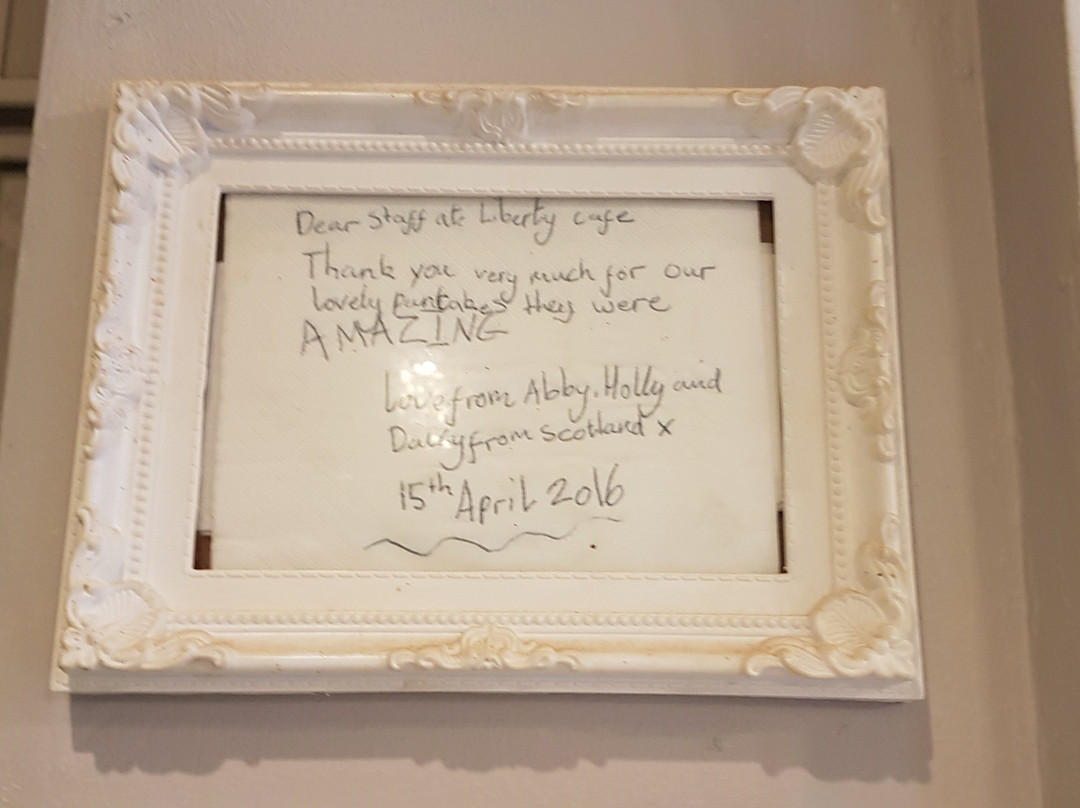 Dear Staff at Liberty cafe
Thank you very much for our
lovely pancakes they were
AMAZING
Love from Abby, Holly and
from Scotland x
15th April 2016